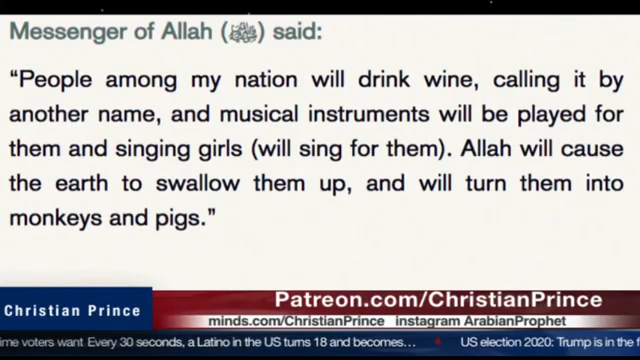 Messenger of Allah (ﷺ) said:
“People among my nation will drink wine, calling it by
another name, and musical instruments will be played for
them and singing girls (will sing for them). Allah will cause
the earth to swallow them up, and will turn them into
monkeys and pigs.”
Christian Prince
Patreon.com/ChristianPrince
minds.com/ChristianPrince instagram ArabianProphet
ime voters want Every 30 seconds, a Latino in the US turns 18 and becomes... US election 2020: Trump is in the